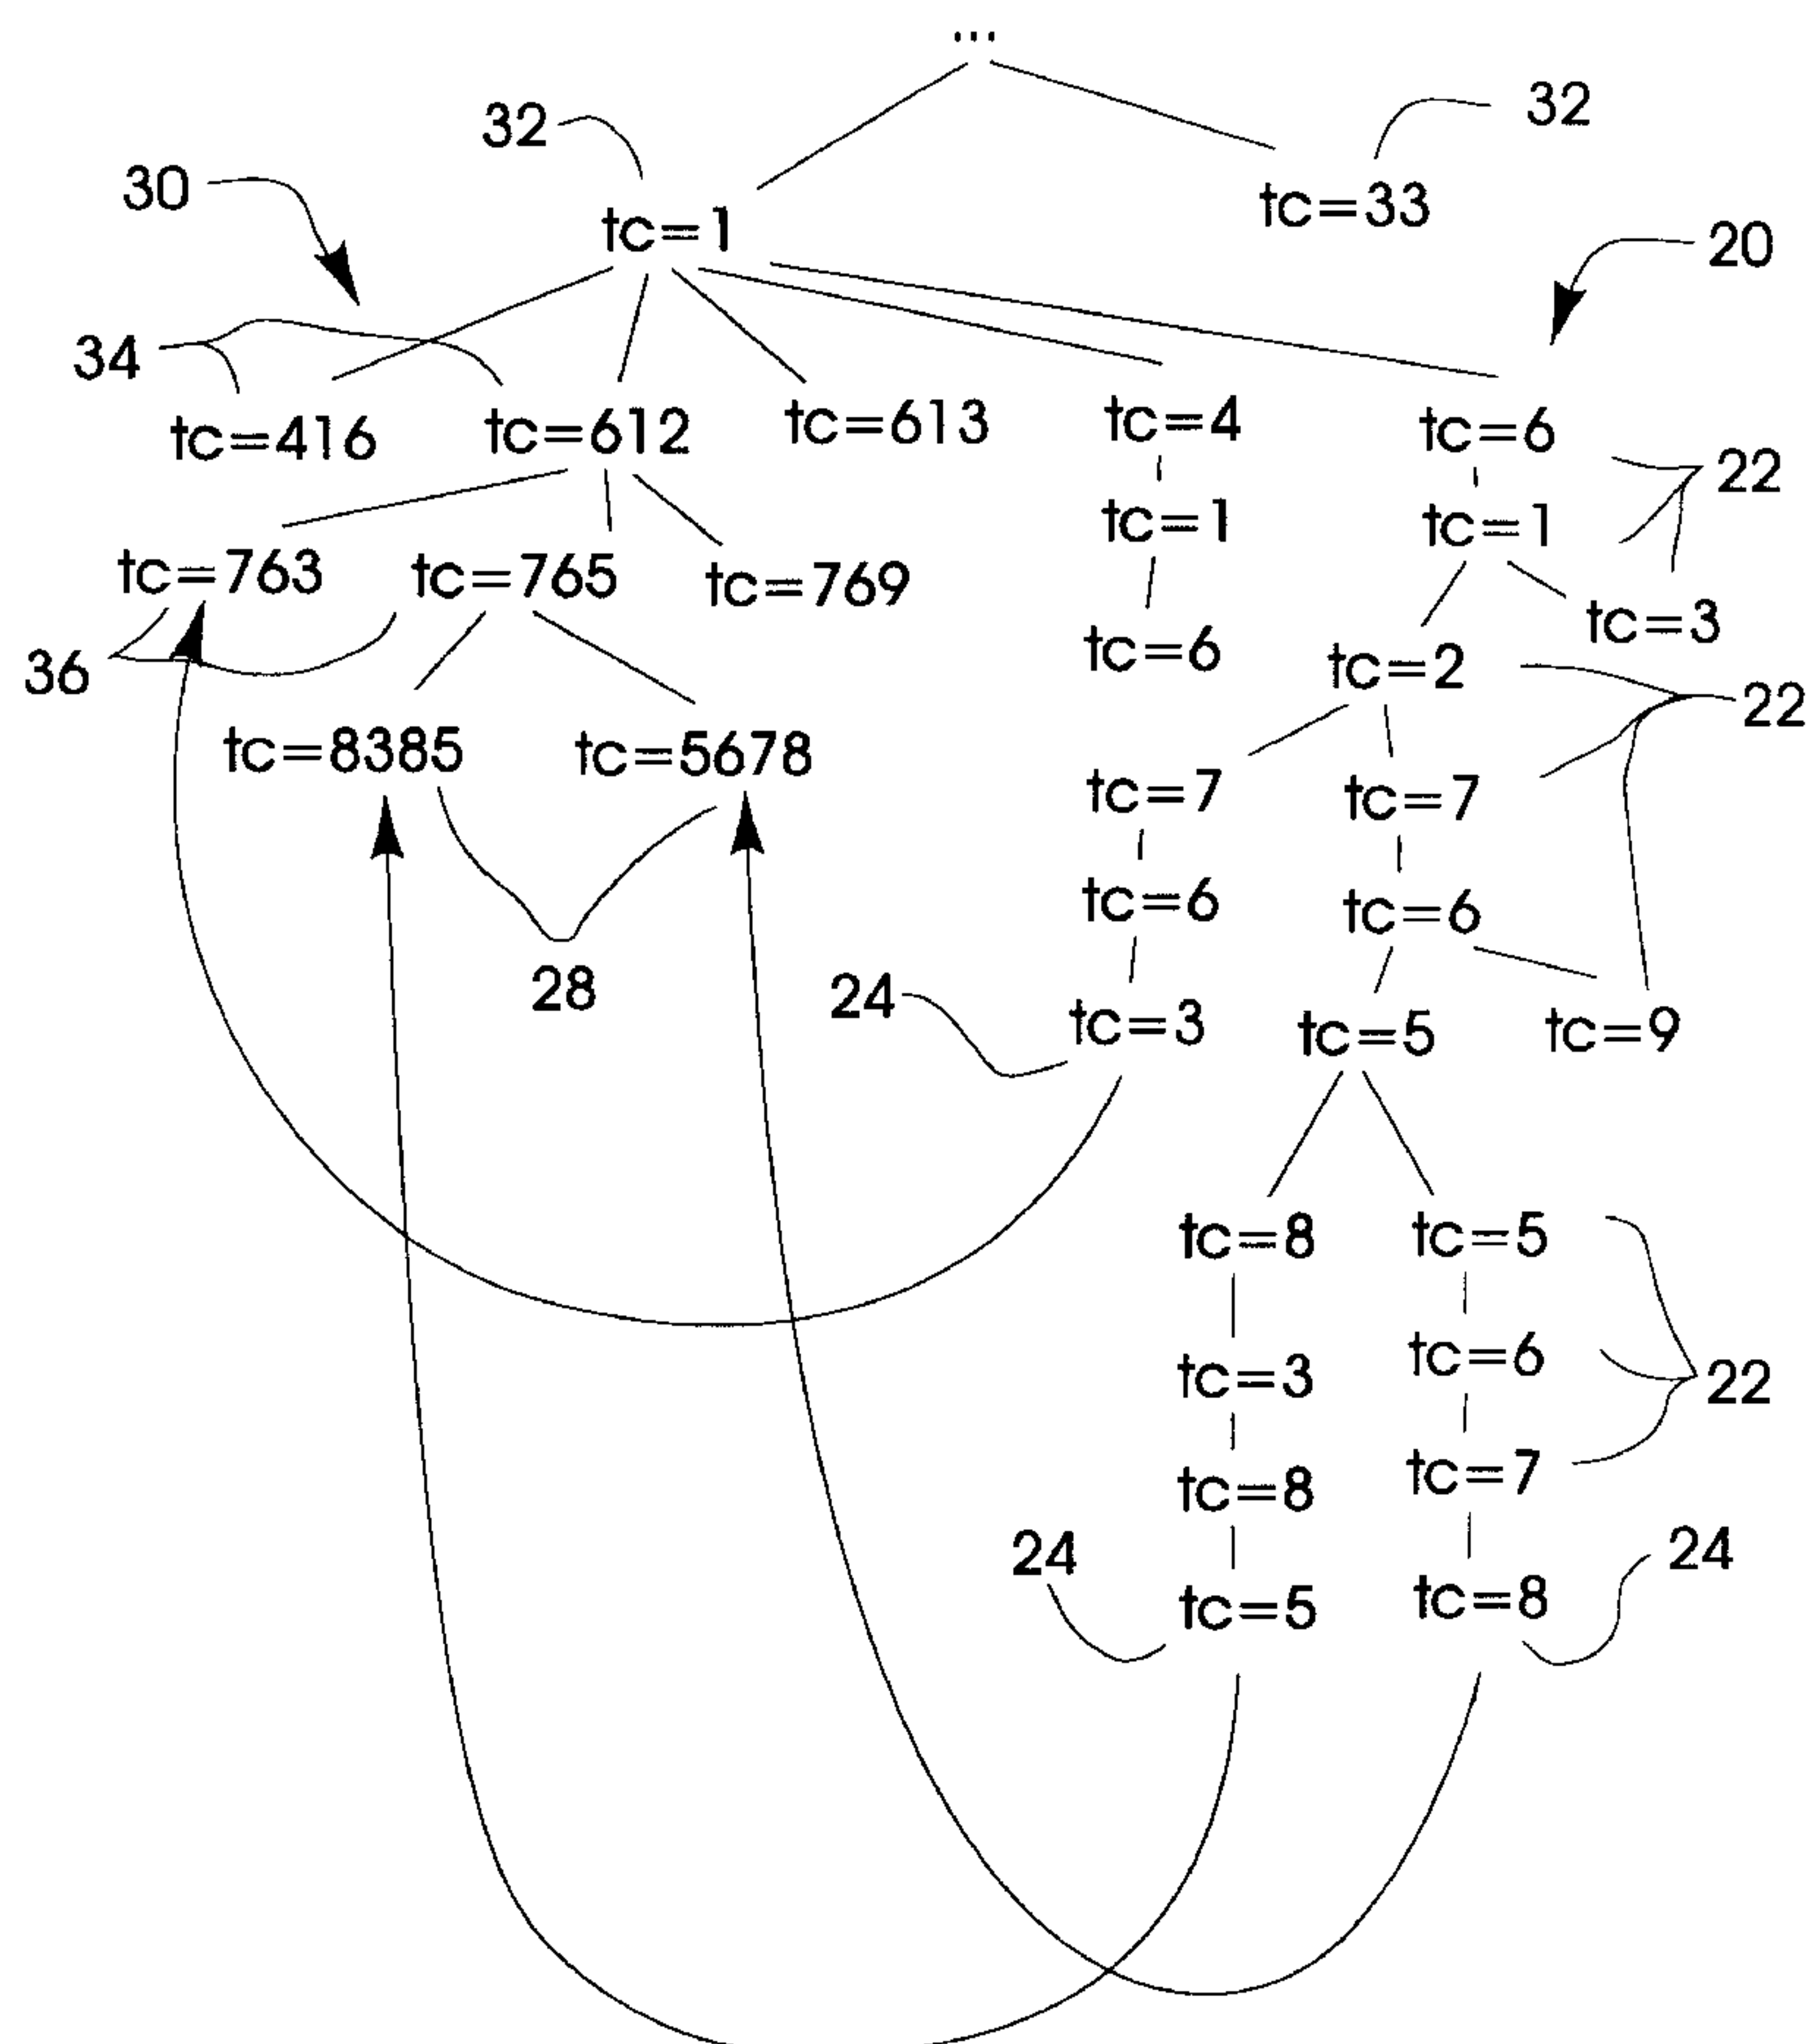 ...
32
32
30
tc=1
tc=33
20
34
tc=416
tc=612
tc=613
tc=4
tc=6
22
tc=1
tc=1
tc=763
tc=765
tc=769
tc=3
36
tc=6
tc=2
22
tc=8385
tc=5678
tc=7
tc=7
tc=6
tc=6
28
24
tc=3
tc=5
tc=9
tc=8
tc=5
tc=3
tc=6
22
tc=8
tc=7
24
24
tc=5
tc=8